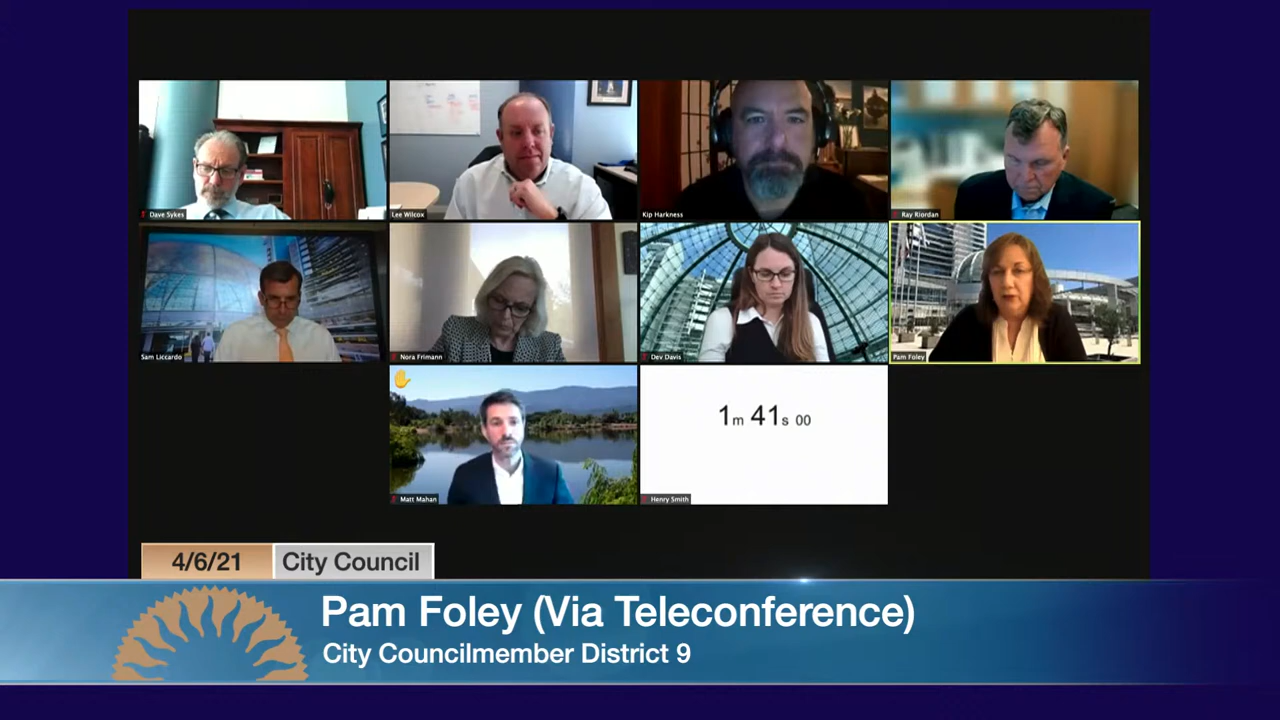 Dave Sykes
Lee Wilcox
Kip Harkness
Ray Riordan
Sam Liccardo
Nora Frimann
Dev Davis
Pam Foley
1m 41s 00
Matt Mahan
Henry Smith
4/6/21
City Council
Pam Foley (Via Teleconference)
City Councilmember District 9